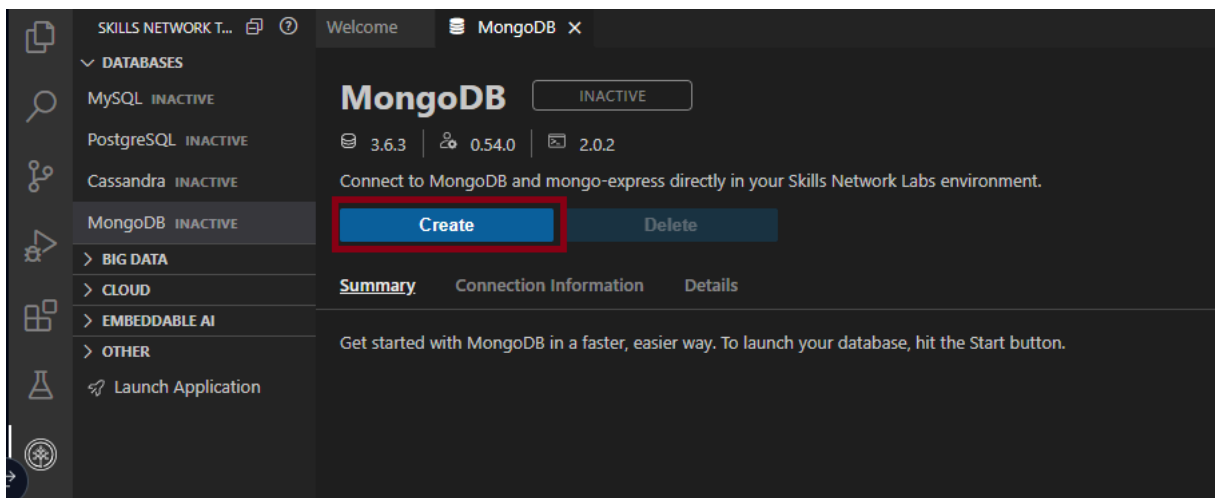 SKILLS NETWORK T...
DATABASES
MySQL INACTIVE
PostgreSQL INACTIVE
Cassandra INACTIVE
MongoDB INACTIVE
BIG DATA
CLOUD
EMBEDDABLE AI
OTHER
Launch Application
Welcome MongoDB
MongoDB INACTIVE
3.6.3 0.54.0 2.0.2
Connect to MongoDB and mongo-express directly in your Skills Network Labs environment.
Create Delete
Summary Connection Information Details
Get started with MongoDB in a faster, easier way. To launch your database, hit the Start button.